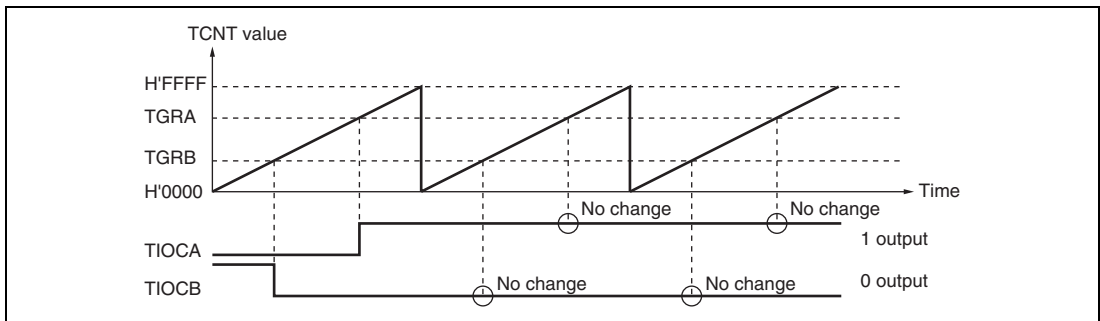 TCNT value
H'FFFF
TGRA
TGRB
H'0000
Time
No change
No change
1 output
TIOCA
No change
No change
0 output
TIOCB